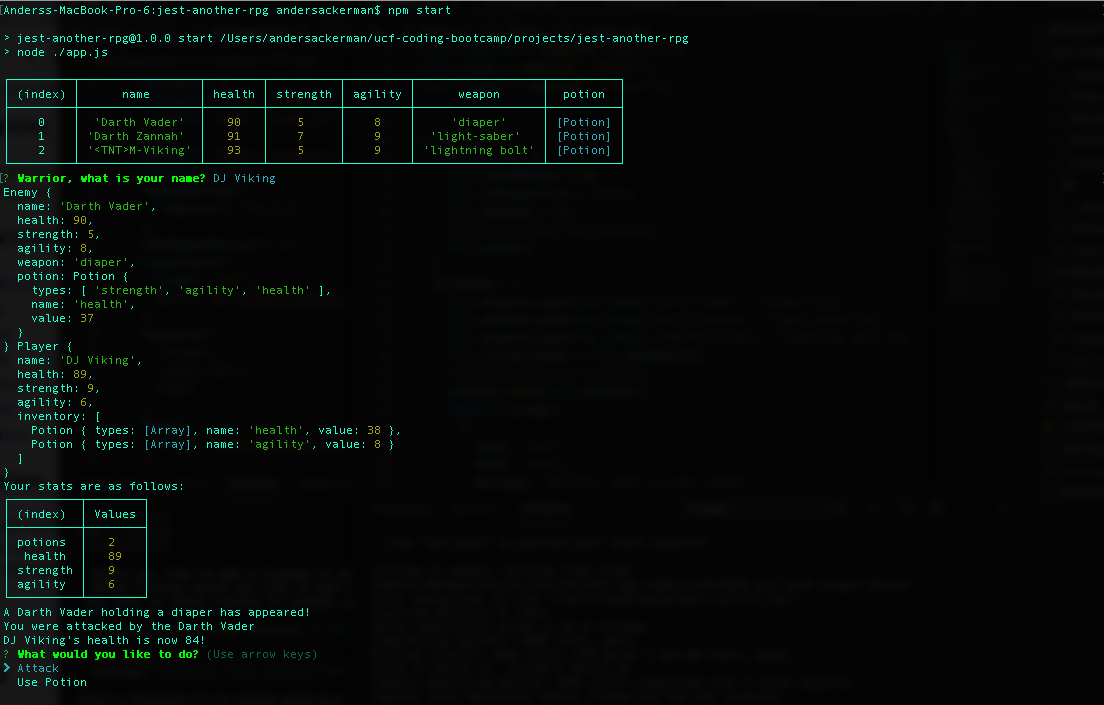 [Anderss-MacBook-Pro-6:jest-another-rpg andersackerman$ npm start
> jest-another-rpg@1.0.0 start /Users/andersackerman/ucf-coding-bootcamp/projects/jest-another-rpg
> node ./app.js
(index) name health strength agility weapon potion
0 'Darth Vader' 90 5 8 'diaper' [Potion]
1 'Darth Zannah' 91 7 9 'light-saber' [Potion]
2 '<TNT>M-Viking' 93 5 9 'lightning bolt' [Potion]
[? Warrior, what is your name? DJ Viking
Enemy {
name: 'Darth Vader',
health: 90,
strength: 5,
agility: 8,
weapon: 'diaper',
potion: Potion {
types: [ 'strength', 'agility', 'health' ],
name: 'health',
value: 37
}
} Player {
name: 'DJ Viking',
health: 89,
strength: 9,
agility: 6,
inventory: [
Potion { types: [Array], name: 'health', value: 38 },
Potion { types: [Array], name: 'agility', value: 8 }
]
}
Your stats are as follows:
(index) Values
potions 2
health 89
strength 9
agility 6
A Darth Vader holding a diaper has appeared!
You were attacked by the Darth Vader
DJ Viking's health is now 84!
? What would you like to do? (Use arrow keys)
❯ Attack
Use Potion